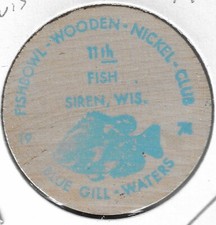 FISHBOWL - WOODEN - NICKEL - CLUB
11th
FISH
SIREN, WIS.
BLUE GILL - WATERS